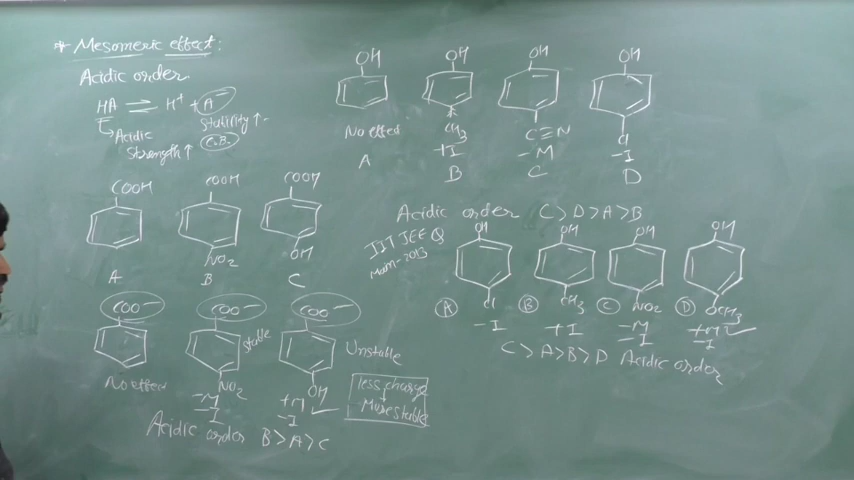 * Mesomeric effect:
Acidic order
HA ⇌ H+ + A−
Acidic Strength ↑
Stability ↑
C.B.
COOH COOH COOH
NO2 OH
A B C
COO− COO− COO−
stable
Unstable
NO2 OH
No effect
-M +M
-I -I
less charge
More stable
Acidic order B>A>C
OH OH OH OH
CH3 C≡N Cl
No effect +I -M -I
A B C D
Acidic order C>D>A>B
IIT JEE Q
Main-2013
OH OH OH OH
A Cl B CH3 C NO2 D OCH3
-I +I -M +M
-I -I
C>A>B>D Acidic order